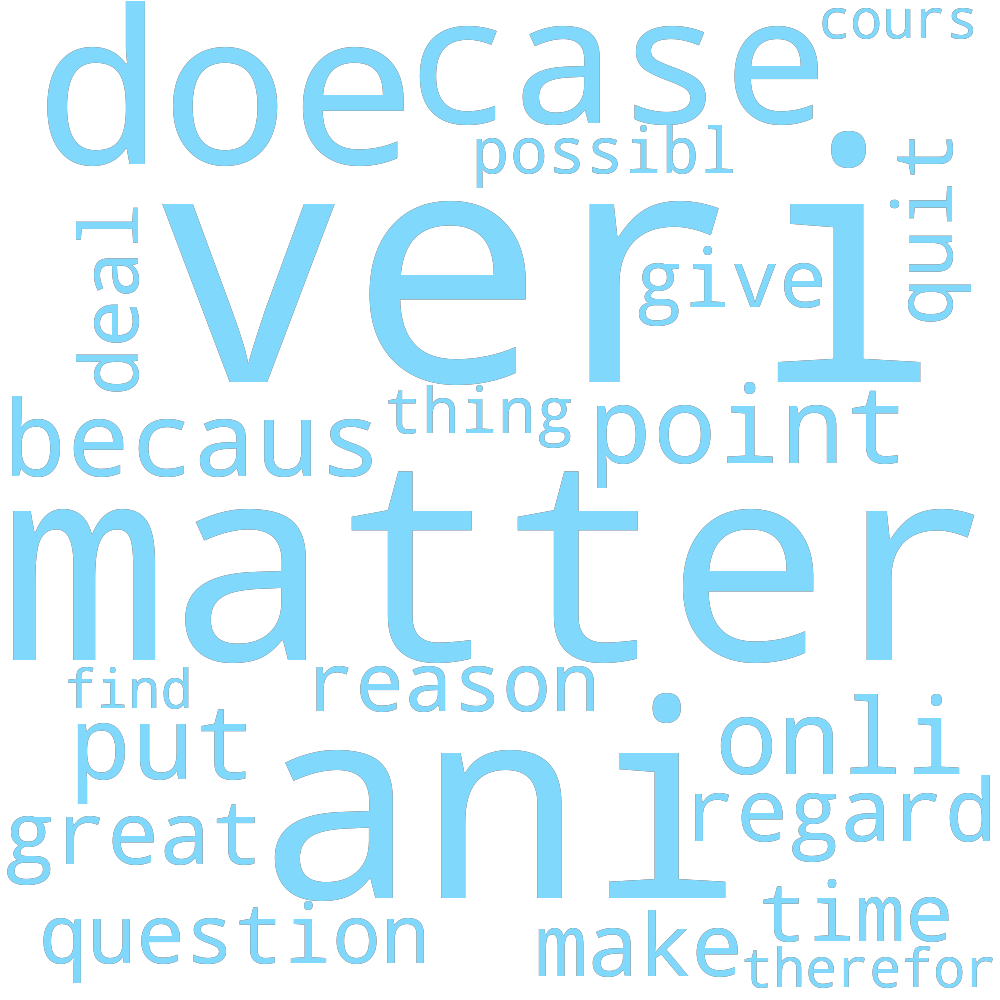 doe
case
cours
possibl
quit
veri
deal
give
becaus
thing
point
matter
find
reason
put
ani
onli
great
regard
question
make
time
therefor